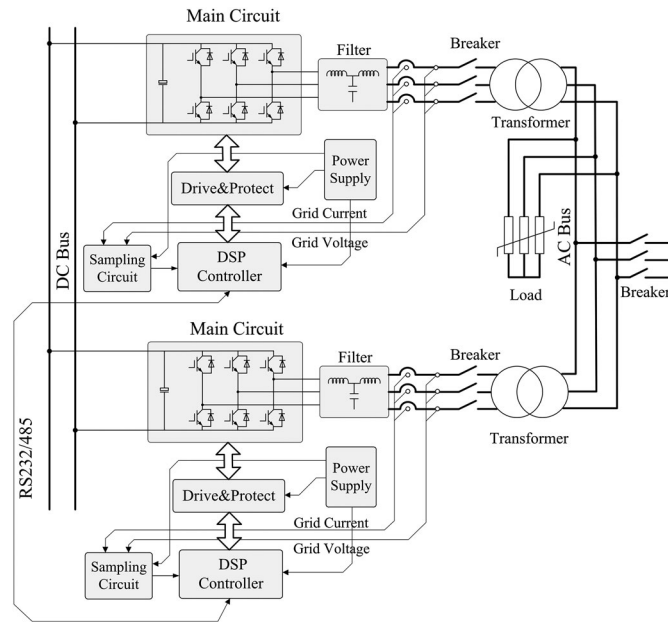 Main Circuit
Filter
Breaker
Transformer
Drive&Protect
Power
Supply
Grid Current
Grid Voltage
Sampling
Circuit
DSP
Controller
DC Bus
AC Bus
Load
Breaker
Main Circuit
Filter
Breaker
Transformer
Drive&Protect
Power
Supply
Grid Current
Grid Voltage
Sampling
Circuit
DSP
Controller
RS232/485